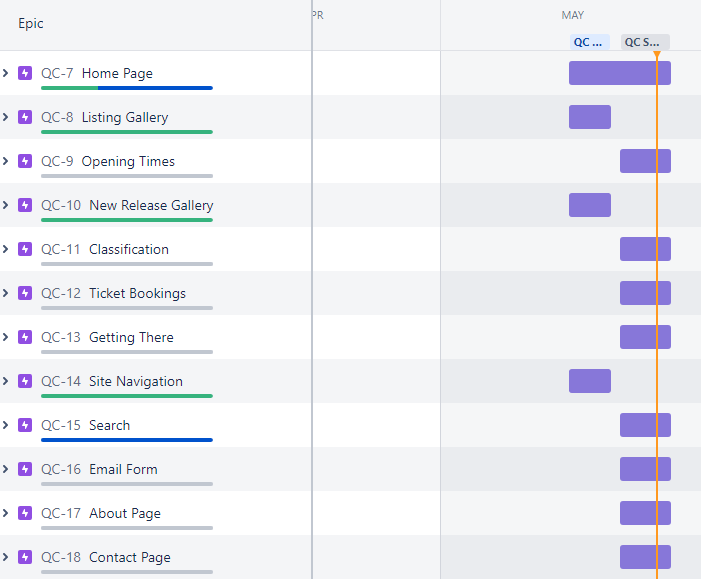 Epic
PR
MAY
QC ...
QC S...
QC-7 Home Page
QC-8 Listing Gallery
QC-9 Opening Times
QC-10 New Release Gallery
QC-11 Classification
QC-12 Ticket Bookings
QC-13 Getting There
QC-14 Site Navigation
QC-15 Search
QC-16 Email Form
QC-17 About Page
QC-18 Contact Page